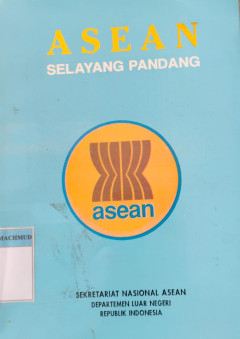 ASEAN
SELAYANG PANDANG
asean
MACHMUD
SEKRETARIAT NASIONAL ASEAN
DEPARTEMEN LUAR NEGERI
REPUBLIK INDONESIA